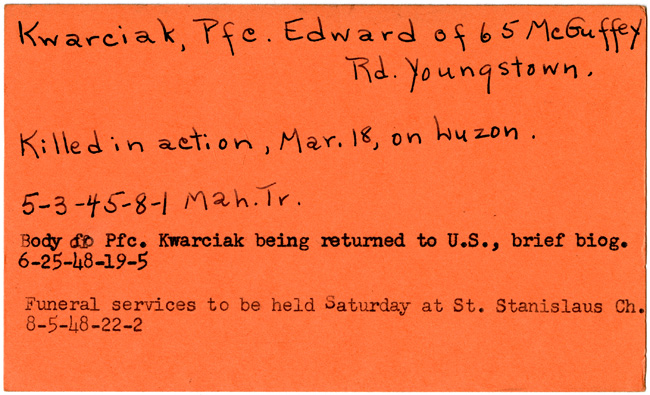 Kwarciak, Pfc. Edward of 65 McGuffey
Rd. Youngstown.
Killed in action, Mar. 18, on Luzon.
5-3-45-8-1 Mah. Tr.
Body of Pfc. Kwarciak being returned to U.S., brief biog.
6-25-48-19-5
Funeral services to be held Saturday at St. Stanislaus Ch.
8-5-48-22-2